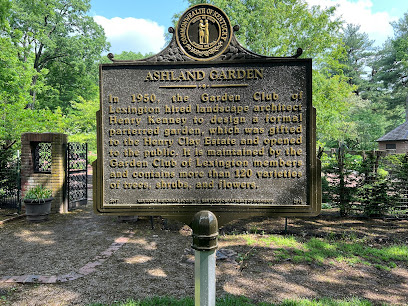 COMMONWEALTH OF KENTUCKY
ASHLAND GARDEN
In 1950, the Garden Club of
Lexington hired landscape architect
Henry Kenney to design a formal
parterred garden, which was gifted
to the Henry Clay Estate and opened
to the public. It is maintained by the
Garden Club of Lexington members
and contains more than 120 varieties
of trees, shrubs, and flowers.